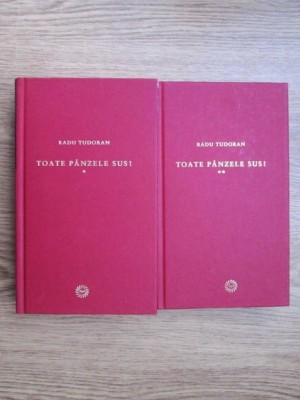 RADU TUDORAN
TOATE PÂNZELE SUS!
*
RADU TUDORAN
TOATE PÂNZELE SUS!
**